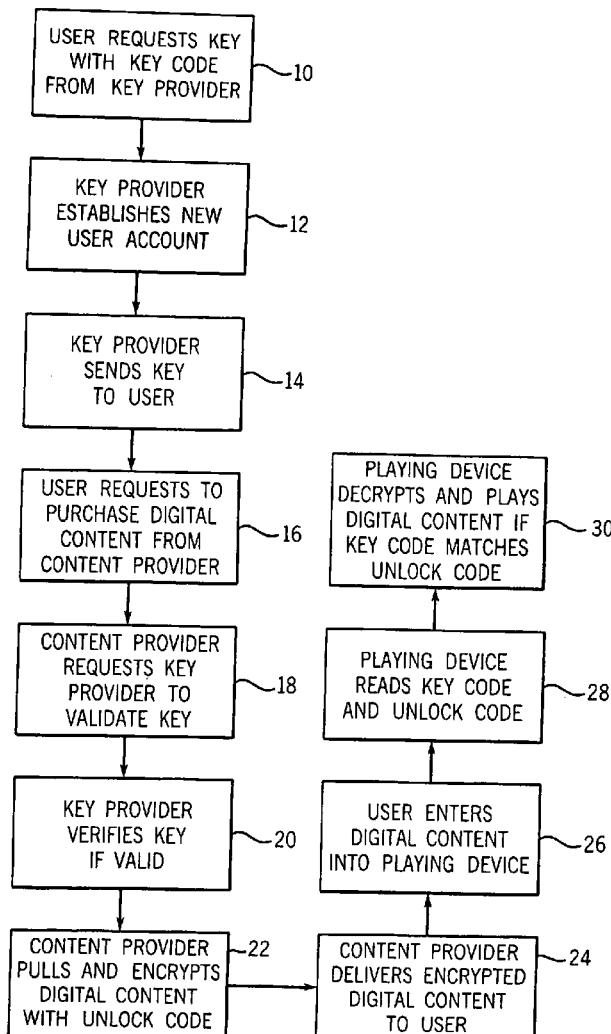 USER REQUESTS KEY
WITH KEY CODE
FROM KEY PROVIDER
10
KEY PROVIDER
ESTABLISHES NEW
USER ACCOUNT
12
KEY PROVIDER
SENDS KEY
TO USER
14
USER REQUESTS TO
PURCHASE DIGITAL
CONTENT FROM
CONTENT PROVIDER
16
CONTENT PROVIDER
REQUESTS KEY
PROVIDER TO
VALIDATE KEY
18
KEY PROVIDER
VERIFIES KEY
IF VALID
20
CONTENT PROVIDER
PULLS AND ENCRYPTS
DIGITAL CONTENT
WITH UNLOCK CODE
22
CONTENT PROVIDER
DELIVERS ENCRYPTED
DIGITAL CONTENT
TO USER
24
USER ENTERS
DIGITAL CONTENT
INTO PLAYING DEVICE
26
PLAYING DEVICE
READS KEY CODE
AND UNLOCK CODE
28
PLAYING DEVICE
DECRYPTS AND PLAYS
DIGITAL CONTENT IF
KEY CODE MATCHES
UNLOCK CODE
30